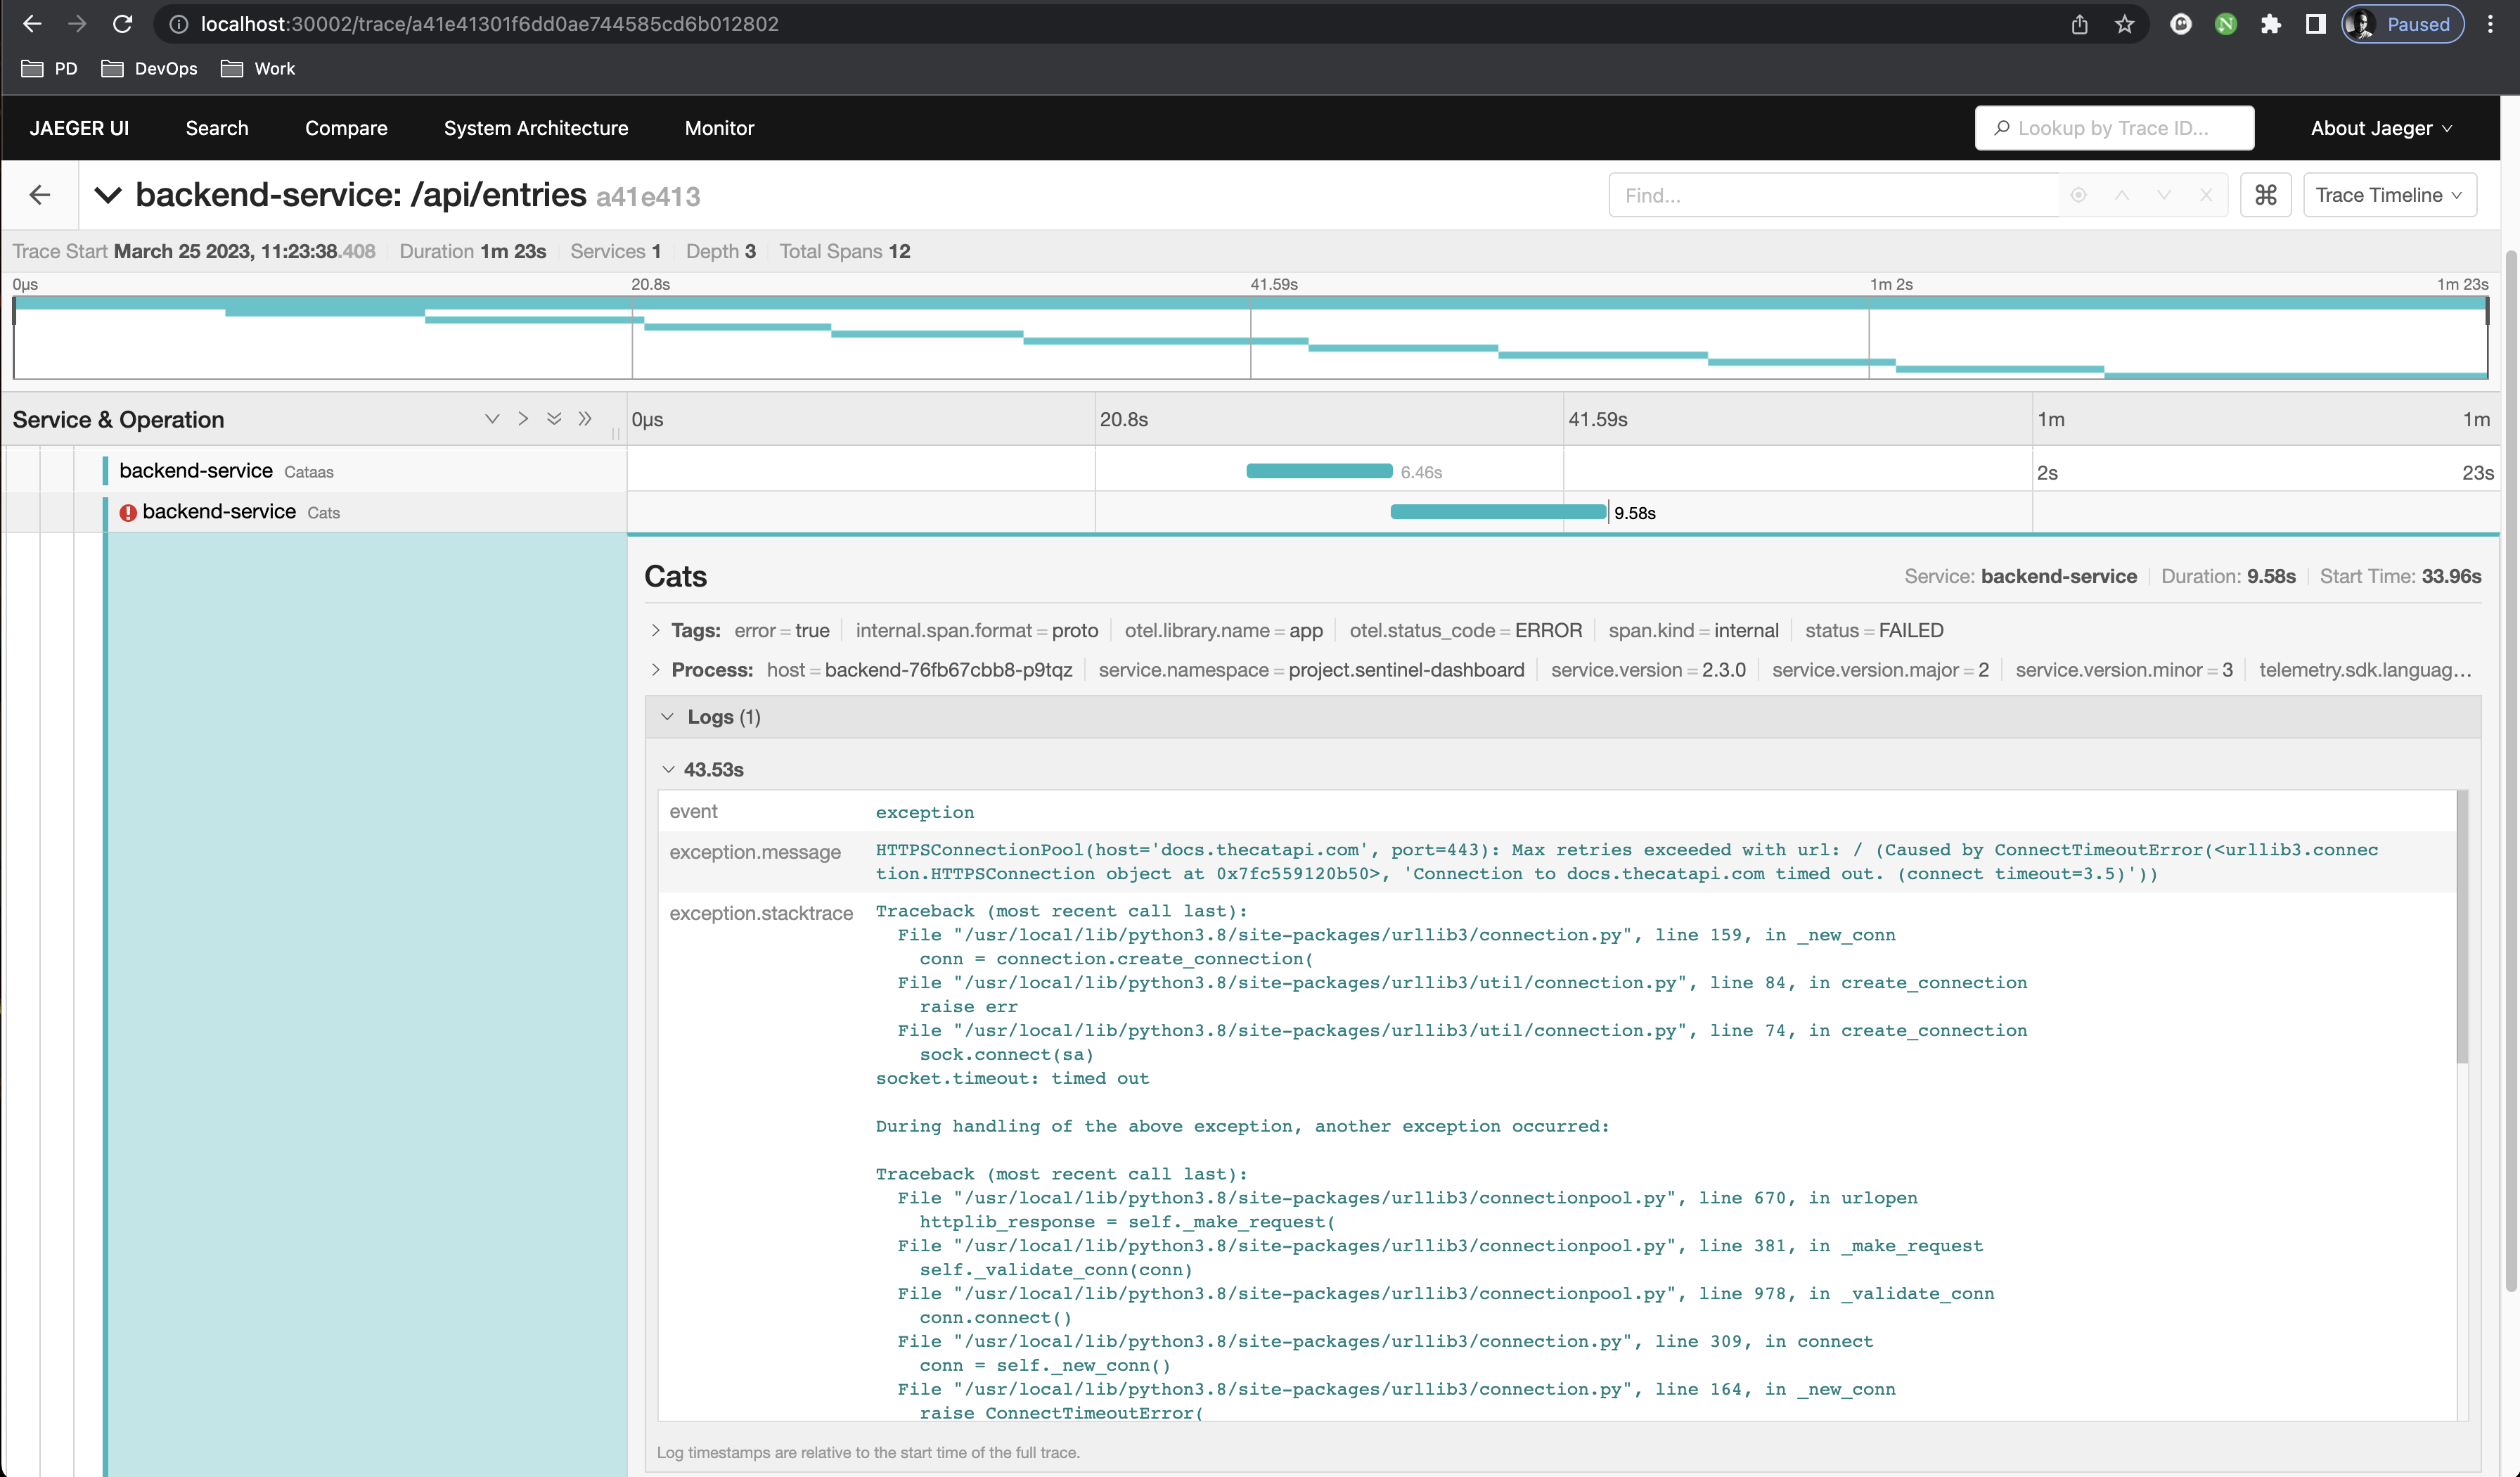 localhost:30002/trace/a41e41301f6dd0ae744585cd6b012802
Paused
PD DevOps Work
JAEGER UI Search Compare System Architecture Monitor Lookup by Trace ID... About Jaeger
backend-service: /api/entries a41e413 Find... Trace Timeline
Trace Start March 25 2023, 11:23:38.408 Duration 1m 23s Services 1 Depth 3 Total Spans 12
0μs 20.8s 41.59s 1m 2s 1m 23s
Service & Operation 0μs 20.8s 41.59s 1m 1m
backend-service Cataas 6.46s 2s 23s
backend-service Cats 9.58s
Cats Service: backend-service Duration: 9.58s Start Time: 33.96s
Tags: error = true internal.span.format = proto otel.library.name = app otel.status_code = ERROR span.kind = internal status = FAILED
Process: host = backend-76fb67cbb8-p9tqz service.namespace = project.sentinel-dashboard service.version = 2.3.0 service.version.major = 2 service.version.minor = 3 telemetry.sdk.languag...
Logs (1)
43.53s
event exception
exception.message HTTPSConnectionPool(host='docs.thecatapi.com', port=443): Max retries exceeded with url: / (Caused by ConnectTimeoutError(<urllib3.connec
tion.HTTPSConnection object at 0x7fc559120b50>, 'Connection to docs.thecatapi.com timed out. (connect timeout=3.5)'))
exception.stacktrace Traceback (most recent call last):
File "/usr/local/lib/python3.8/site-packages/urllib3/connection.py", line 159, in _new_conn
conn = connection.create_connection(
File "/usr/local/lib/python3.8/site-packages/urllib3/util/connection.py", line 84, in create_connection
raise err
File "/usr/local/lib/python3.8/site-packages/urllib3/util/connection.py", line 74, in create_connection
sock.connect(sa)
socket.timeout: timed out
During handling of the above exception, another exception occurred:
Traceback (most recent call last):
File "/usr/local/lib/python3.8/site-packages/urllib3/connectionpool.py", line 670, in urlopen
httplib_response = self._make_request(
File "/usr/local/lib/python3.8/site-packages/urllib3/connectionpool.py", line 381, in _make_request
self._validate_conn(conn)
File "/usr/local/lib/python3.8/site-packages/urllib3/connectionpool.py", line 978, in _validate_conn
conn.connect()
File "/usr/local/lib/python3.8/site-packages/urllib3/connection.py", line 309, in connect
conn = self._new_conn()
File "/usr/local/lib/python3.8/site-packages/urllib3/connection.py", line 164, in _new_conn
raise ConnectTimeoutError(
Log timestamps are relative to the start time of the full trace.